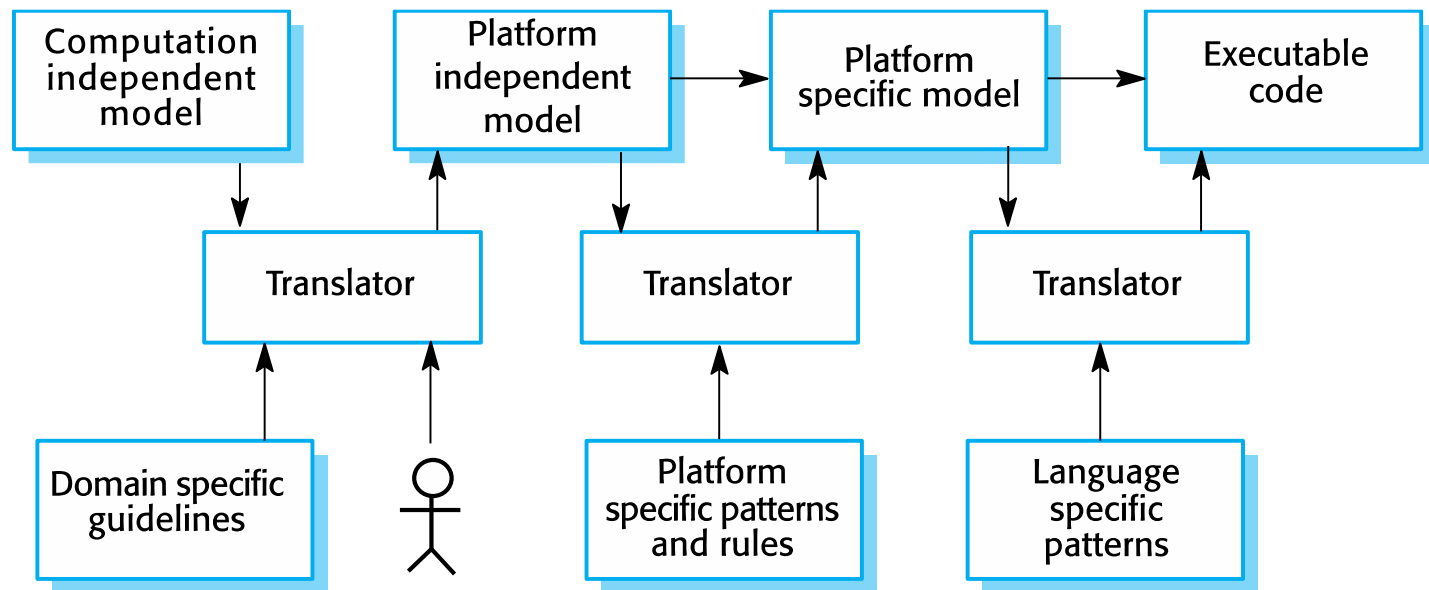 Computation
independent
model
Platform
independent
model
Platform
specific model
Executable
code
Translator
Translator
Translator
Domain specific
guidelines
Platform
specific patterns
and rules
Language
specific
patterns